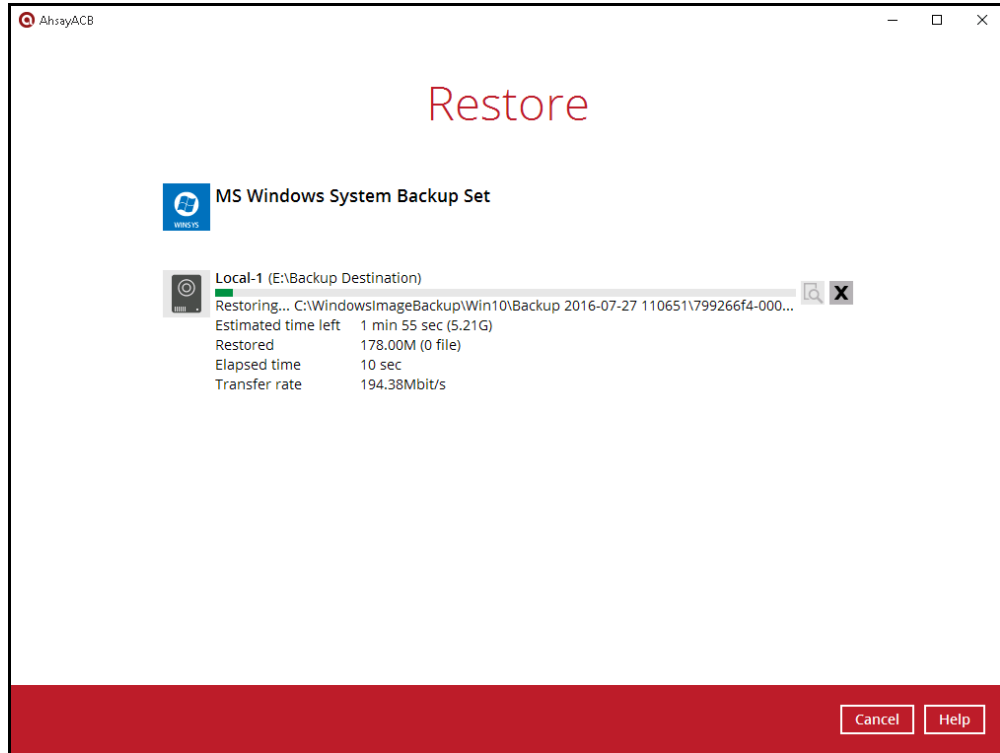 AhsayACB
Restore
MS Windows System Backup Set
WINSYS
Local-1 (E:\Backup Destination)
Restoring... C:\WindowsImageBackup\Win10\Backup 2016-07-27 110651\799266f4-000...
Estimated time left 1 min 55 sec (5.21G)
Restored 178.00M (0 file)
Elapsed time 10 sec
Transfer rate 194.38Mbit/s
Cancel Help